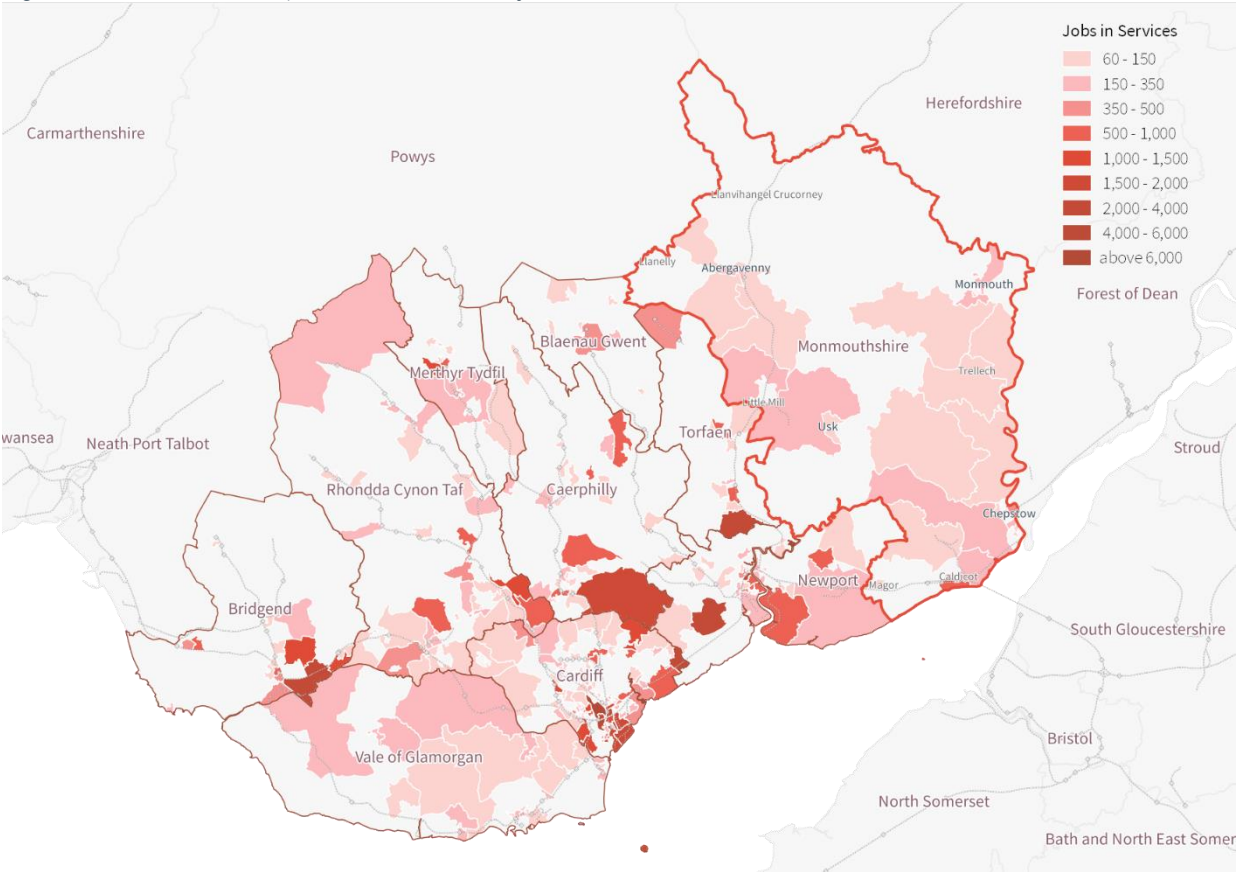 Jobs in Services
60 - 150
150 - 350
350 - 500
500 - 1,000
1,000 - 1,500
1,500 - 2,000
2,000 - 4,000
4,000 - 6,000
above 6,000
Herefordshire
Carmarthenshire
Powys
Llanvihangel Crucorney
Llanelly
Abergavenny
Monmouth
Forest of Dean
Blaenau Gwent
Monmouthshire
Merthyr Tydfil
Trellech
Little Mill
Usk
Torfaen
wansea
Neath Port Talbot
Stroud
Rhondda Cynon Taf
Caerphilly
Chepstow
Newport
Magor
Caldicot
Bridgend
South Gloucestershire
Cardiff
Bristol
Vale of Glamorgan
North Somerset
Bath and North East Somer